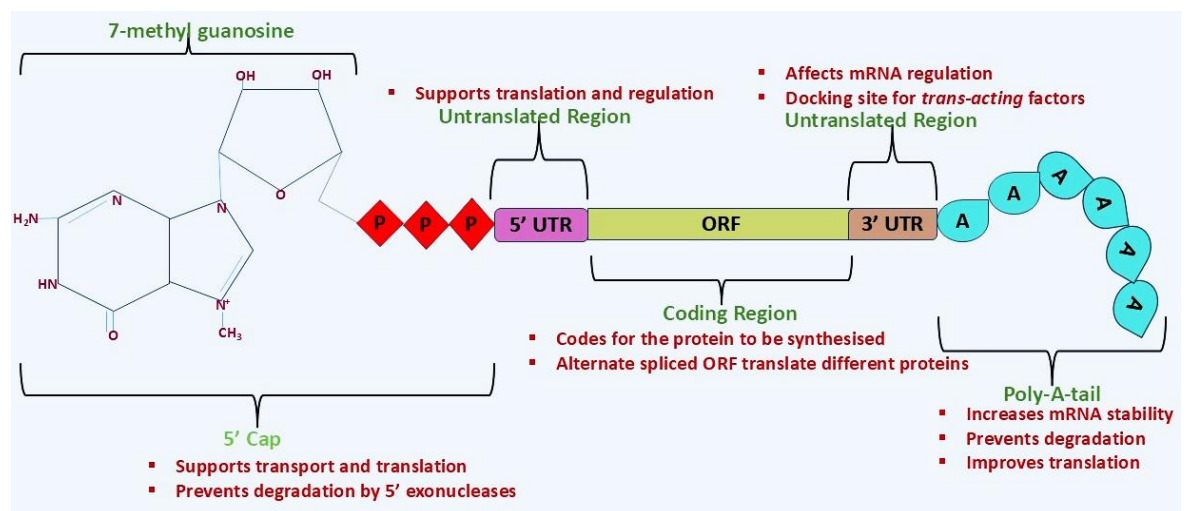 7-methyl guanosine
OH
OH
N
H₂N
N
O
HN
N⁺
O
CH₃
P
P
P
▪ Supports translation and regulation
Untranslated Region
▪ Affects mRNA regulation
▪ Docking site for trans-acting factors
Untranslated Region
5’ UTR
ORF
3’ UTR
A
A
A
A
A
A
Coding Region
▪ Codes for the protein to be synthesised
▪ Alternate spliced ORF translate different proteins
Poly-A-tail
▪ Increases mRNA stability
▪ Prevents degradation
▪ Improves translation
5’ Cap
▪ Supports transport and translation
▪ Prevents degradation by 5’ exonucleases